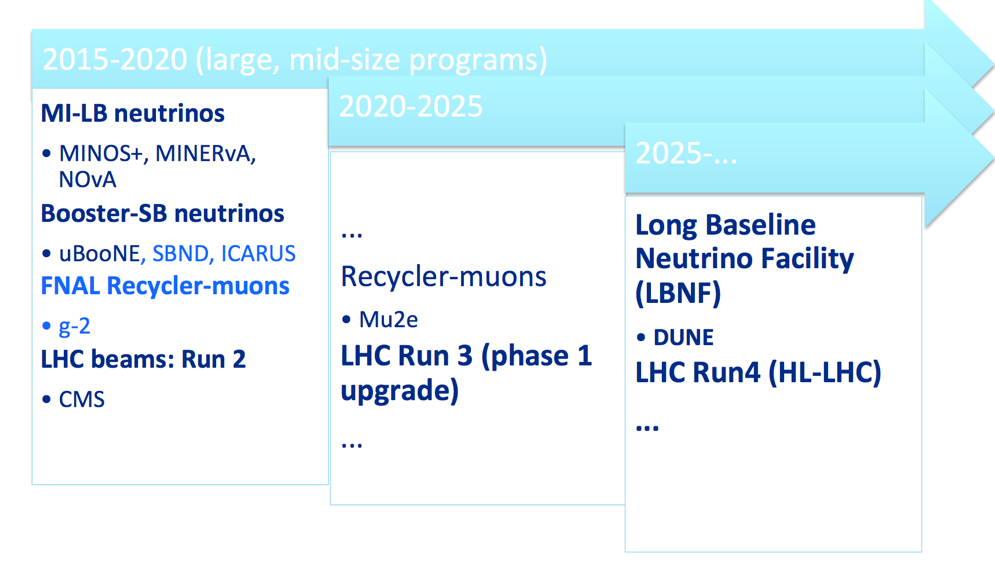 2015-2020 (large, mid-size programs)
MI-LB neutrinos
• MINOS+, MINERvA,
NOvA
Booster-SB neutrinos
• uBooNE, SBND, ICARUS
FNAL Recycler-muons
• g-2
LHC beams: Run 2
• CMS
2020-2025
...
Recycler-muons
• Mu2e
LHC Run 3 (phase 1
upgrade)
...
2025-...
Long Baseline
Neutrino Facility
(LBNF)
• DUNE
LHC Run4 (HL-LHC)
...